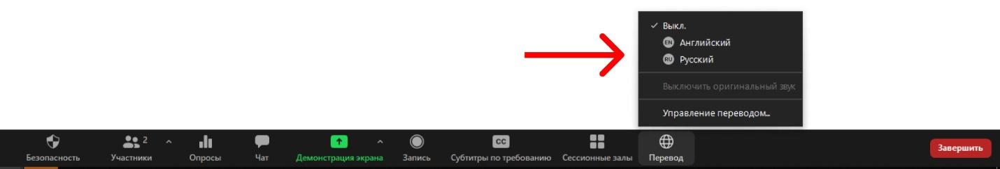 Выкл.
EN Английский
RU Русский
Выключить оригинальный звук
Управление переводом...
Безопасность
Участники 2
Опросы
Чат
Демонстрация экрана
Запись
CC
Субтитры по требованию
Сессионные залы
Перевод
Завершить